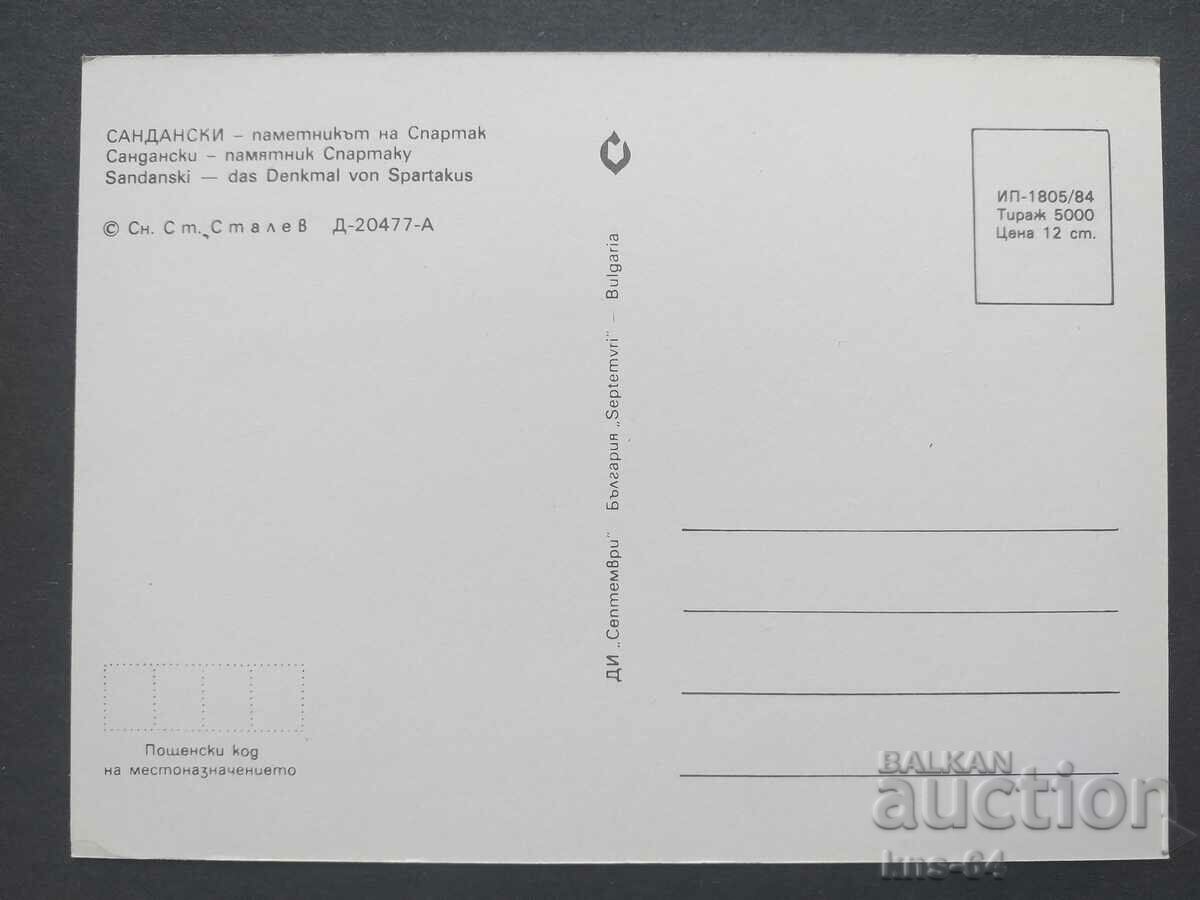 САНДАНСКИ – паметникът на Спартак
Сандански – памятник Спартаку
Sandanski — das Denkmal von Spartakus
© Сн. Ст. Сталев Д-20477-А
ДИ „Септември" България „Septemvri" – Bulgaria
ИП-1805/84
Тираж 5000
Цена 12 ст.
Пощенски код
на местоназначението
BALKAN
auction
kns-64